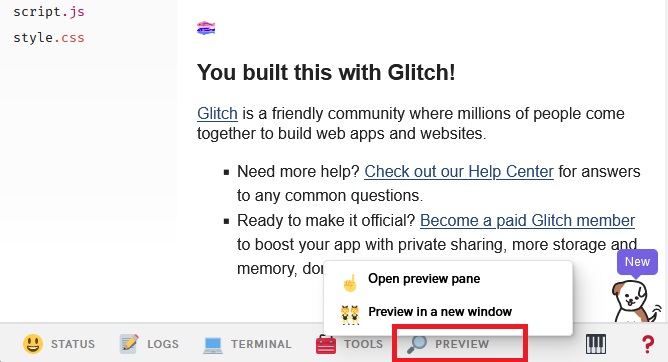 script.js
style.css
You built this with Glitch!
Glitch is a friendly community where millions of people come
together to build web apps and websites.
Need more help? Check out our Help Center for answers
to any common questions.
Ready to make it official? Become a paid Glitch member
to boost your app with private sharing, more storage and
memory, do
New
Open preview pane
Preview in a new window
STATUS
LOGS
TERMINAL
TOOLS
PREVIEW
?